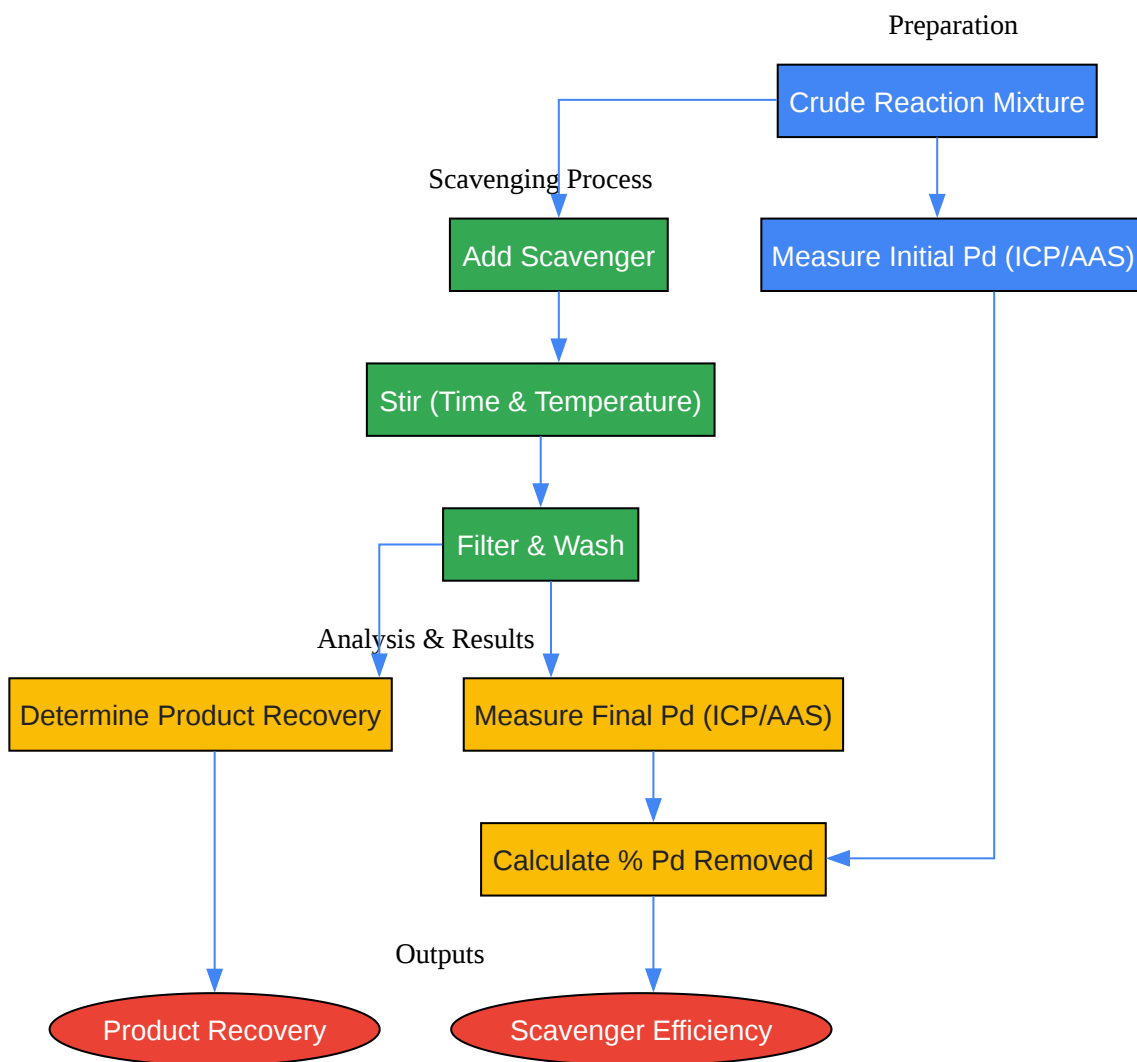 Preparation
Crude Reaction Mixture
Scavenging Process
Add Scavenger
Measure Initial Pd (ICP/AAS)
Stir (Time & Temperature)
Filter & Wash
Analysis & Results
Determine Product Recovery
Measure Final Pd (ICP/AAS)
Calculate % Pd Removed
Outputs
Product Recovery
Scavenger Efficiency